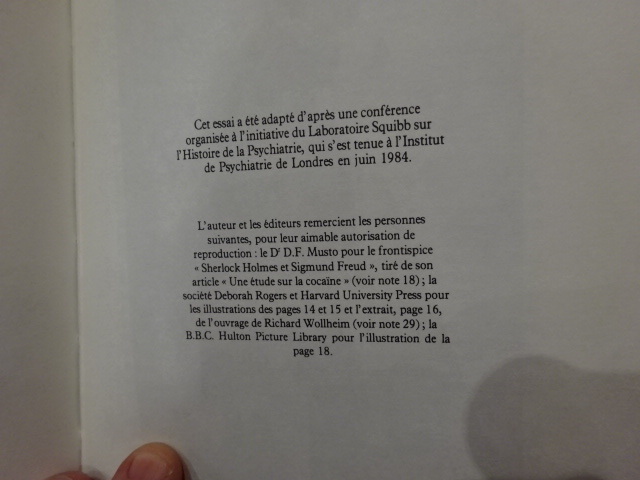 Cet essai a été adapté d'après une conférence
organisée à l'initiative du Laboratoire Squibb sur
l'Histoire de la Psychiatrie, qui s'est tenue à l'Institut
de Psychiatrie de Londres en juin 1984.
L'auteur et les éditeurs remercient les personnes
suivantes, pour leur aimable autorisation de
reproduction : le Dr D.F. Musto pour le frontispice
« Sherlock Holmes et Sigmund Freud », tiré de son
article « Une étude sur la cocaïne » (voir note 18) ; la
société Deborah Rogers et Harvard University Press pour
les illustrations des pages 14 et 15 et l'extrait, page 16,
de l'ouvrage de Richard Wollheim (voir note 29) ; la
B.B.C. Hulton Picture Library pour l'illustration de la
page 18.